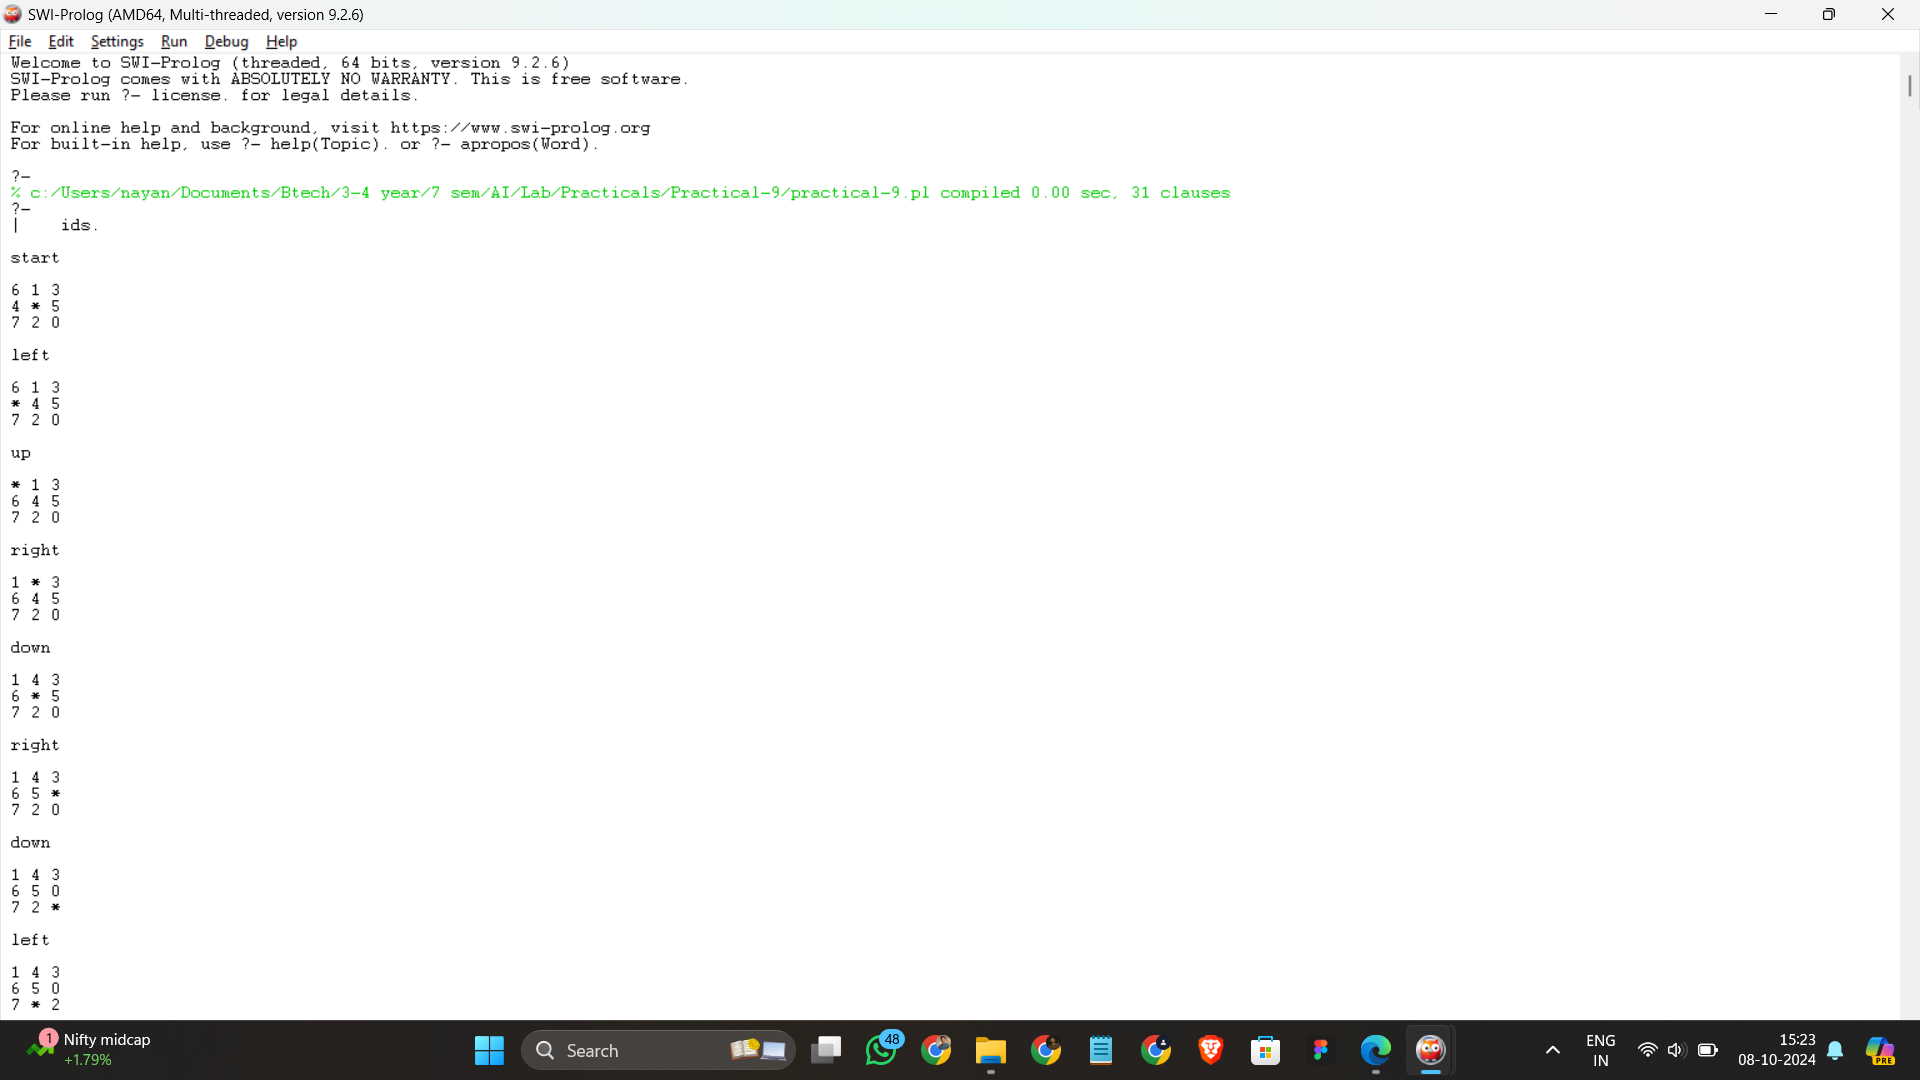 SWI-Prolog (AMD64, Multi-threaded, version 9.2.6)
File Edit Settings Run Debug Help
Welcome to SWI-Prolog (threaded, 64 bits, version 9.2.6)
SWI-Prolog comes with ABSOLUTELY NO WARRANTY. This is free software.
Please run ?- license. for legal details.
For online help and background, visit https://www.swi-prolog.org
For built-in help, use ?- help(Topic). or ?- apropos(Word).
?-
% c:/Users/nayan/Documents/Btech/3-4 year/7 sem/AI/Lab/Practicals/Practical-9/practical-9.pl compiled 0.00 sec, 31 clauses
?-
| ids.
start
6 1 3
4 * 5
7 2 0
left
6 1 3
* 4 5
7 2 0
up
* 1 3
6 4 5
7 2 0
right
1 * 3
6 4 5
7 2 0
down
1 4 3
6 * 5
7 2 0
right
1 4 3
6 5 *
7 2 0
down
1 4 3
6 5 0
7 2 *
left
1 4 3
6 5 0
7 * 2
1
Nifty midcap
+1.79%
Search
48
ENG
IN
15:23
08-10-2024
PRE